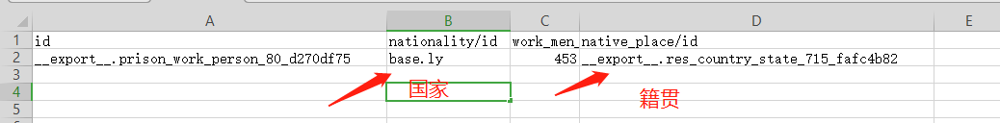 A B C D E
1 id nationality/id work_men_ native_place/id
2 __export__.prison_work_person_80_d270df75 base.ly 453 __export__.res_country_state_715_fafc4b82
3
4 国家 籍贯
5